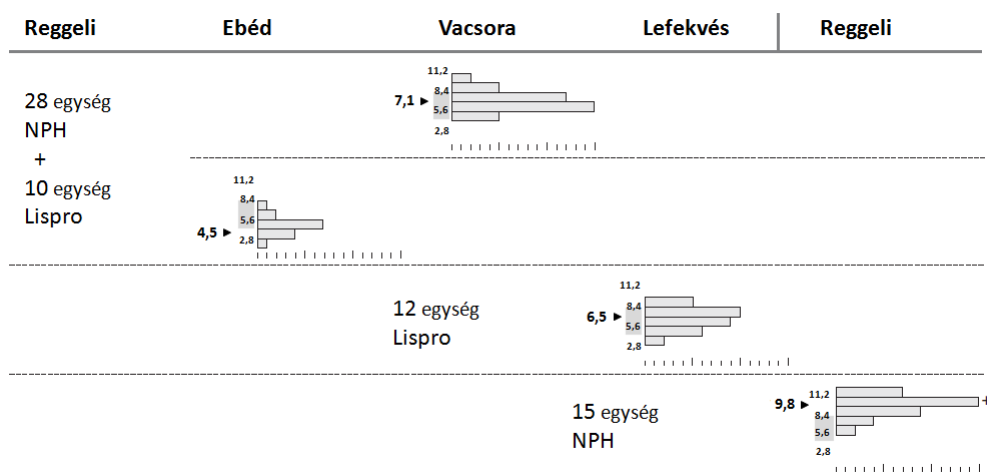 Reggeli Ebéd Vacsora Lefekvés Reggeli
28 egység
NPH
+
10 egység
Lispro
11,2
8,4
7,1
5,6
2,8
11,2
8,4
5,6
4,5
2,8
12 egység
Lispro
11,2
8,4
6,5
5,6
2,8
15 egység
NPH
11,2
9,8
8,4
5,6
2,8
+